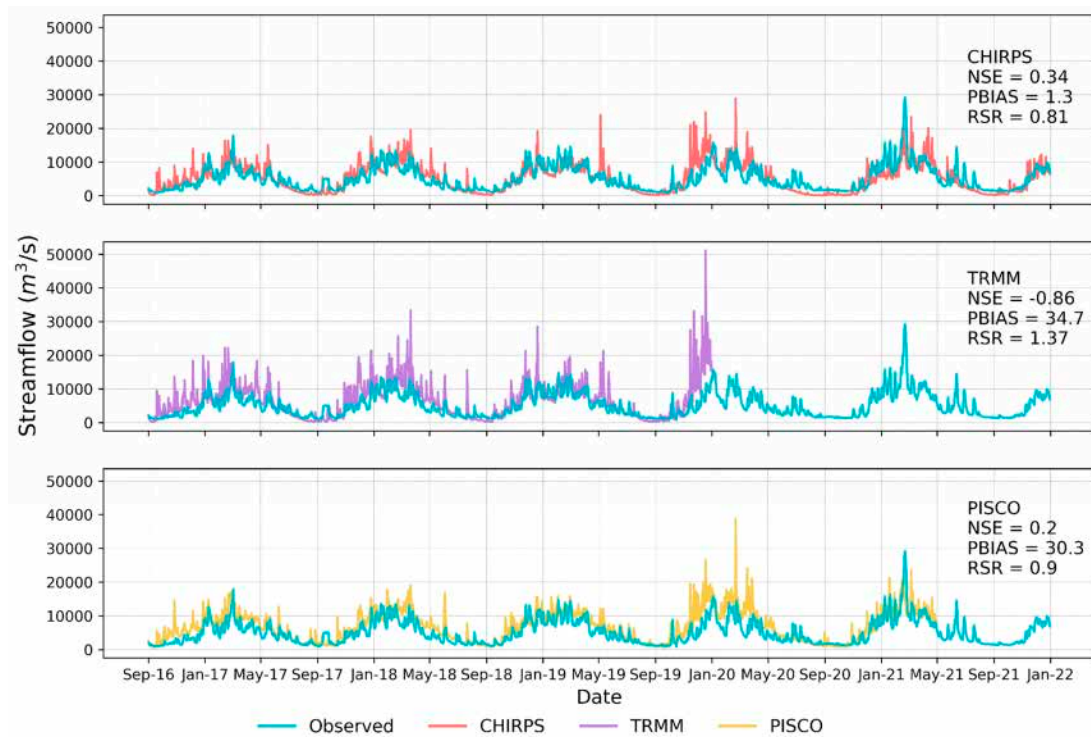 50000
40000
30000
20000
10000
0
CHIRPS
NSE = 0.34
PBIAS = 1.3
RSR = 0.81
Streamflow (m³/s)
50000
40000
30000
20000
10000
0
TRMM
NSE = -0.86
PBIAS = 34.7
RSR = 1.37
50000
40000
30000
20000
10000
0
PISCO
NSE = 0.2
PBIAS = 30.3
RSR = 0.9
Sep-16 Jan-17 May-17 Sep-17 Jan-18 May-18 Sep-18 Jan-19 May-19 Sep-19 Jan-20 May-20 Sep-20 Jan-21 May-21 Sep-21 Jan-22
Date
Observed CHIRPS TRMM PISCO